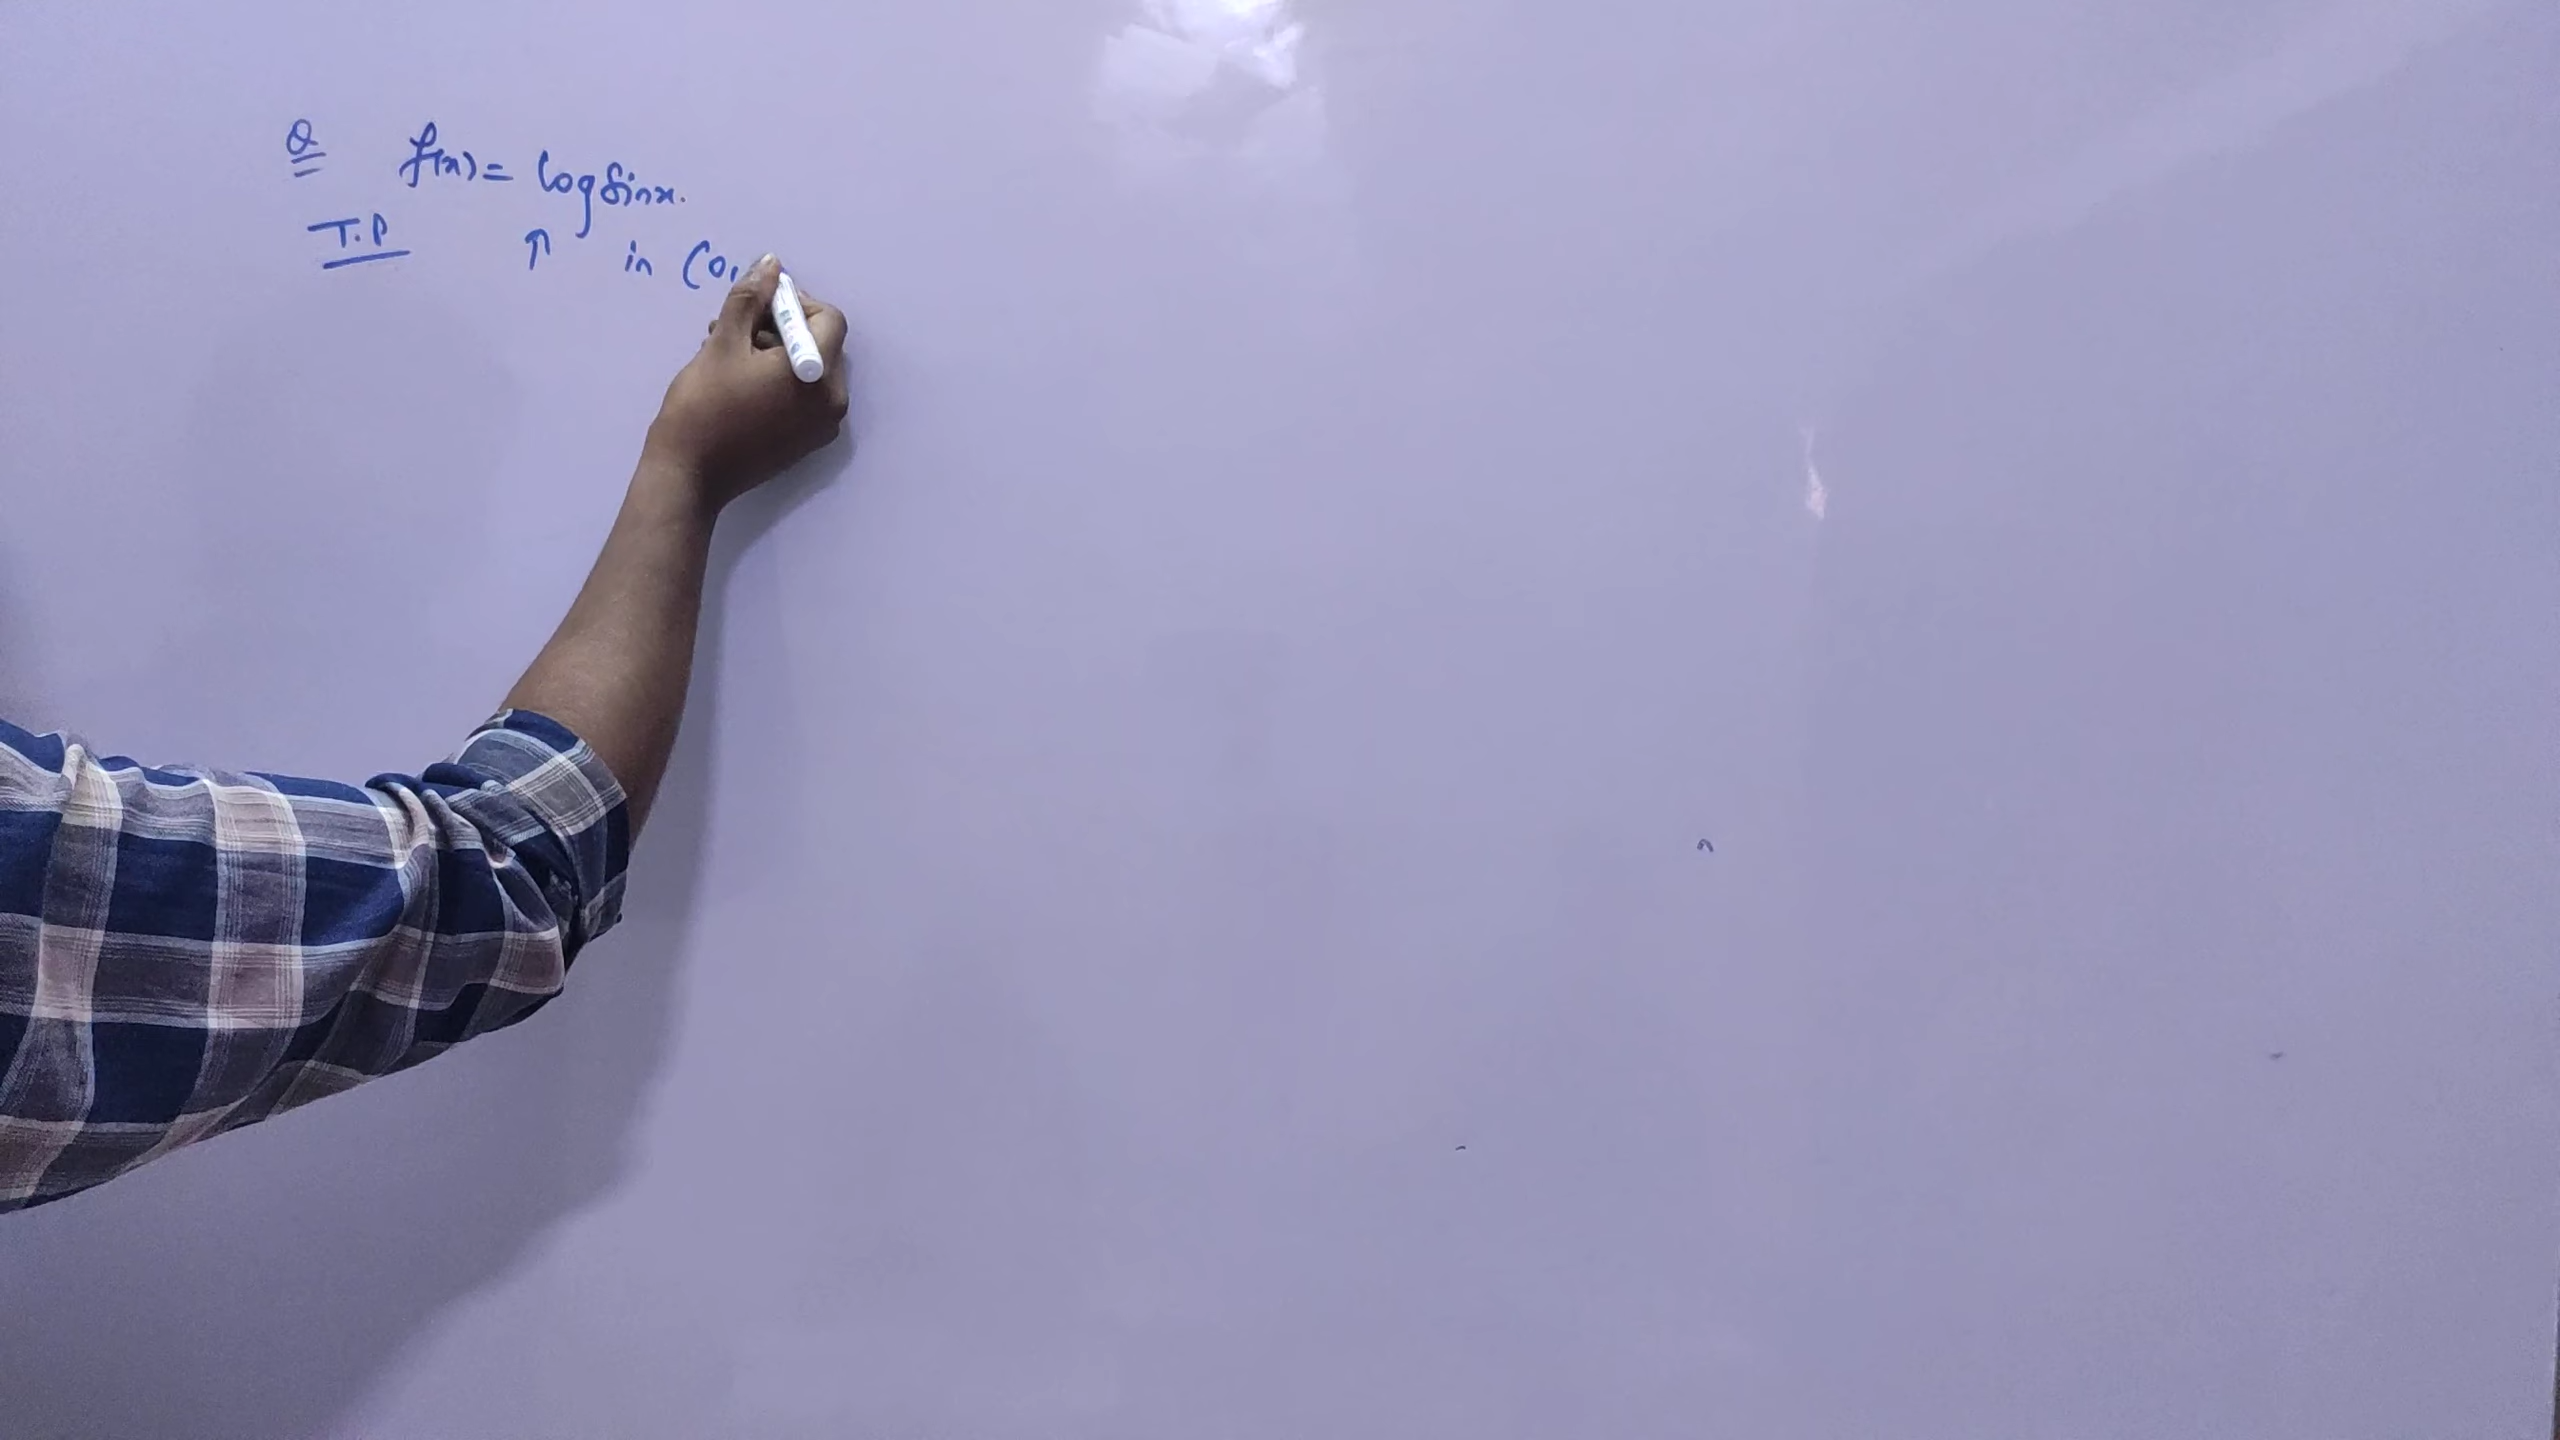 Q f(x) = log sinx.
T.P ↑ in (0,